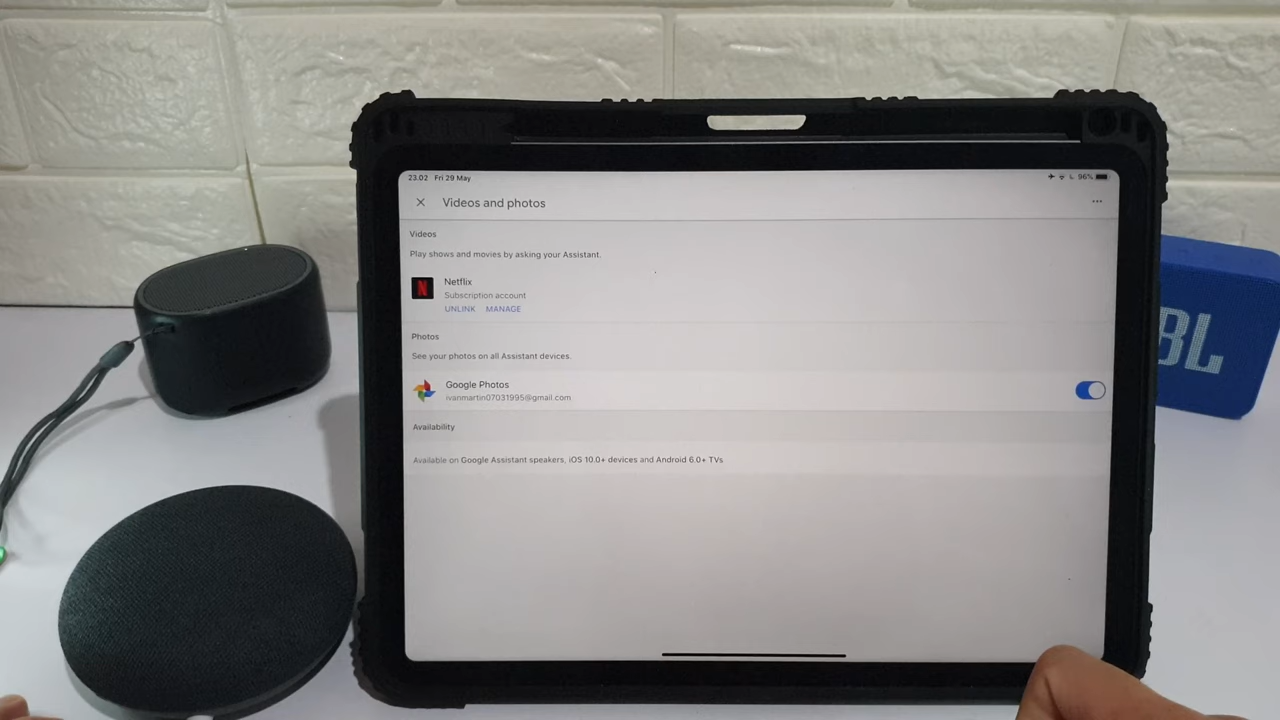 23.02 Fri 29 May
96%
Videos and photos
Videos
Play shows and movies by asking your Assistant.
Netflix
Subscription account
UNLINK MANAGE
Photos
See your photos on all Assistant devices.
Google Photos
ivanmartin07031995@gmail.com
Availability
Available on Google Assistant speakers, iOS 10.0+ devices and Android 6.0+ TVs
JBL